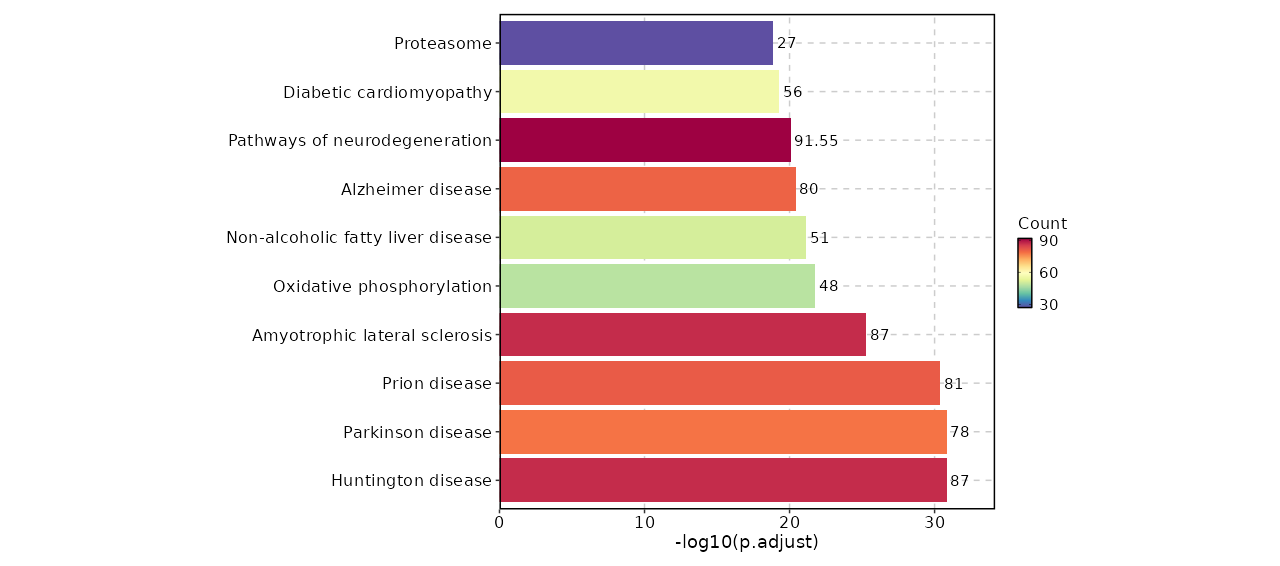 Proteasome 27
Diabetic cardiomyopathy 56
Pathways of neurodegeneration 91.55
Alzheimer disease 80
Non-alcoholic fatty liver disease 51
Oxidative phosphorylation 48
Amyotrophic lateral sclerosis 87
Prion disease 81
Parkinson disease 78
Huntington disease 87
0 10 20 30
-log10(p.adjust)
Count
90
60
30